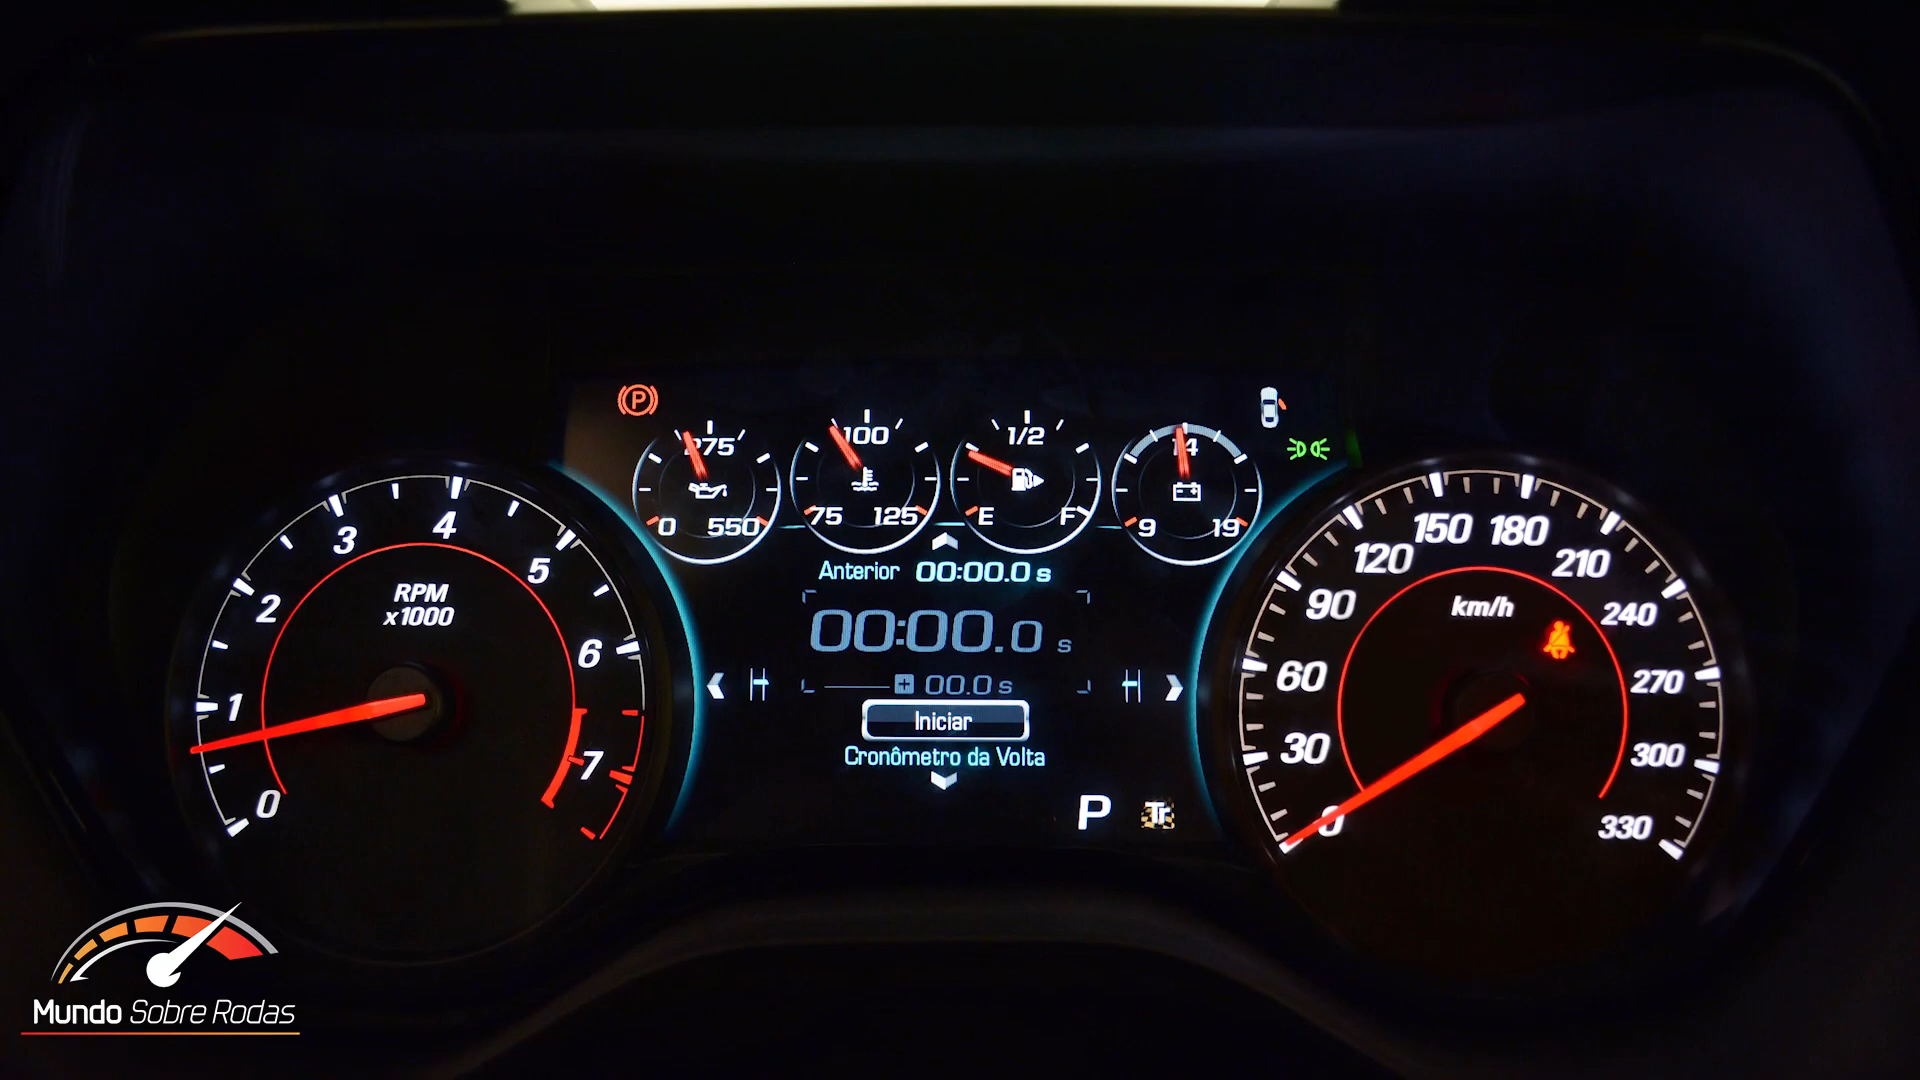 275
0 550
100
75 125
1/2
E F
14
9 19
P
0
1
2
3
4
5
6
7
RPM
x1000
Anterior 00:00.0 s
00:00.0 s
00.0 s
Iniciar
Cronômetro da Volta
P Tr
0
30
60
90
120
150
180
210
240
270
300
330
km/h
Mundo Sobre Rodas